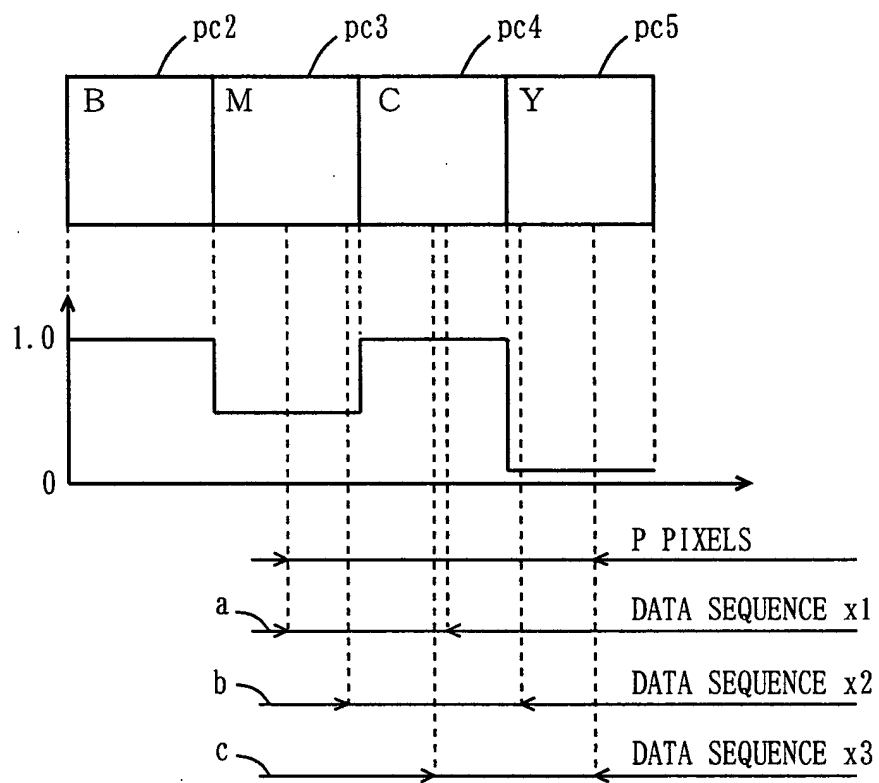 pc2 pc3 pc4 pc5
B M C Y
1.0
0
P PIXELS
a DATA SEQUENCE x1
b DATA SEQUENCE x2
c DATA SEQUENCE x3